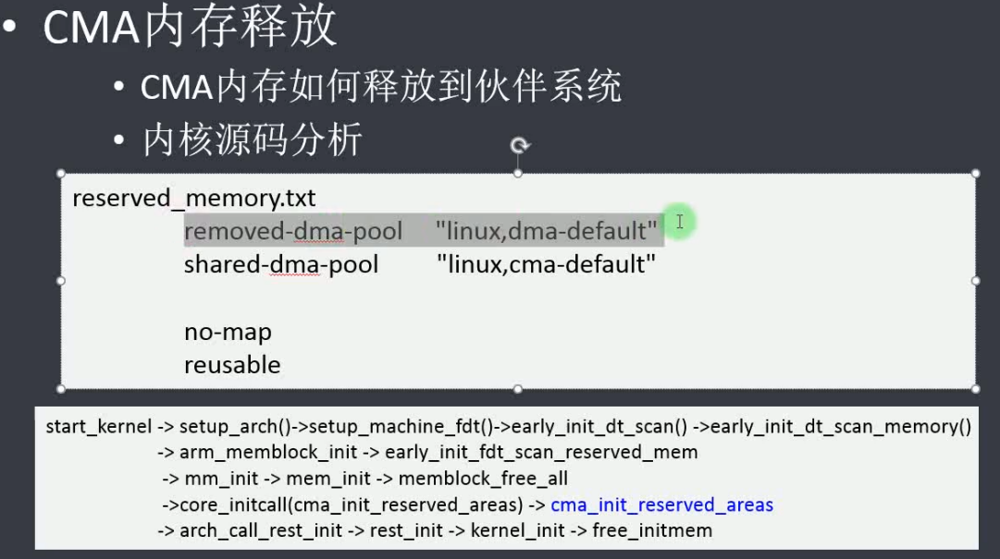 • CMA内存释放
• CMA内存如何释放到伙伴系统
• 内核源码分析
reserved_memory.txt
removed-dma-pool "linux,dma-default"
shared-dma-pool "linux,cma-default"
no-map
reusable
start_kernel -> setup_arch()->setup_machine_fdt()->early_init_dt_scan() ->early_init_dt_scan_memory()
-> arm_memblock_init -> early_init_fdt_scan_reserved_mem
-> mm_init -> mem_init -> memblock_free_all
->core_initcall(cma_init_reserved_areas) -> cma_init_reserved_areas
-> arch_call_rest_init -> rest_init -> kernel_init -> free_initmem